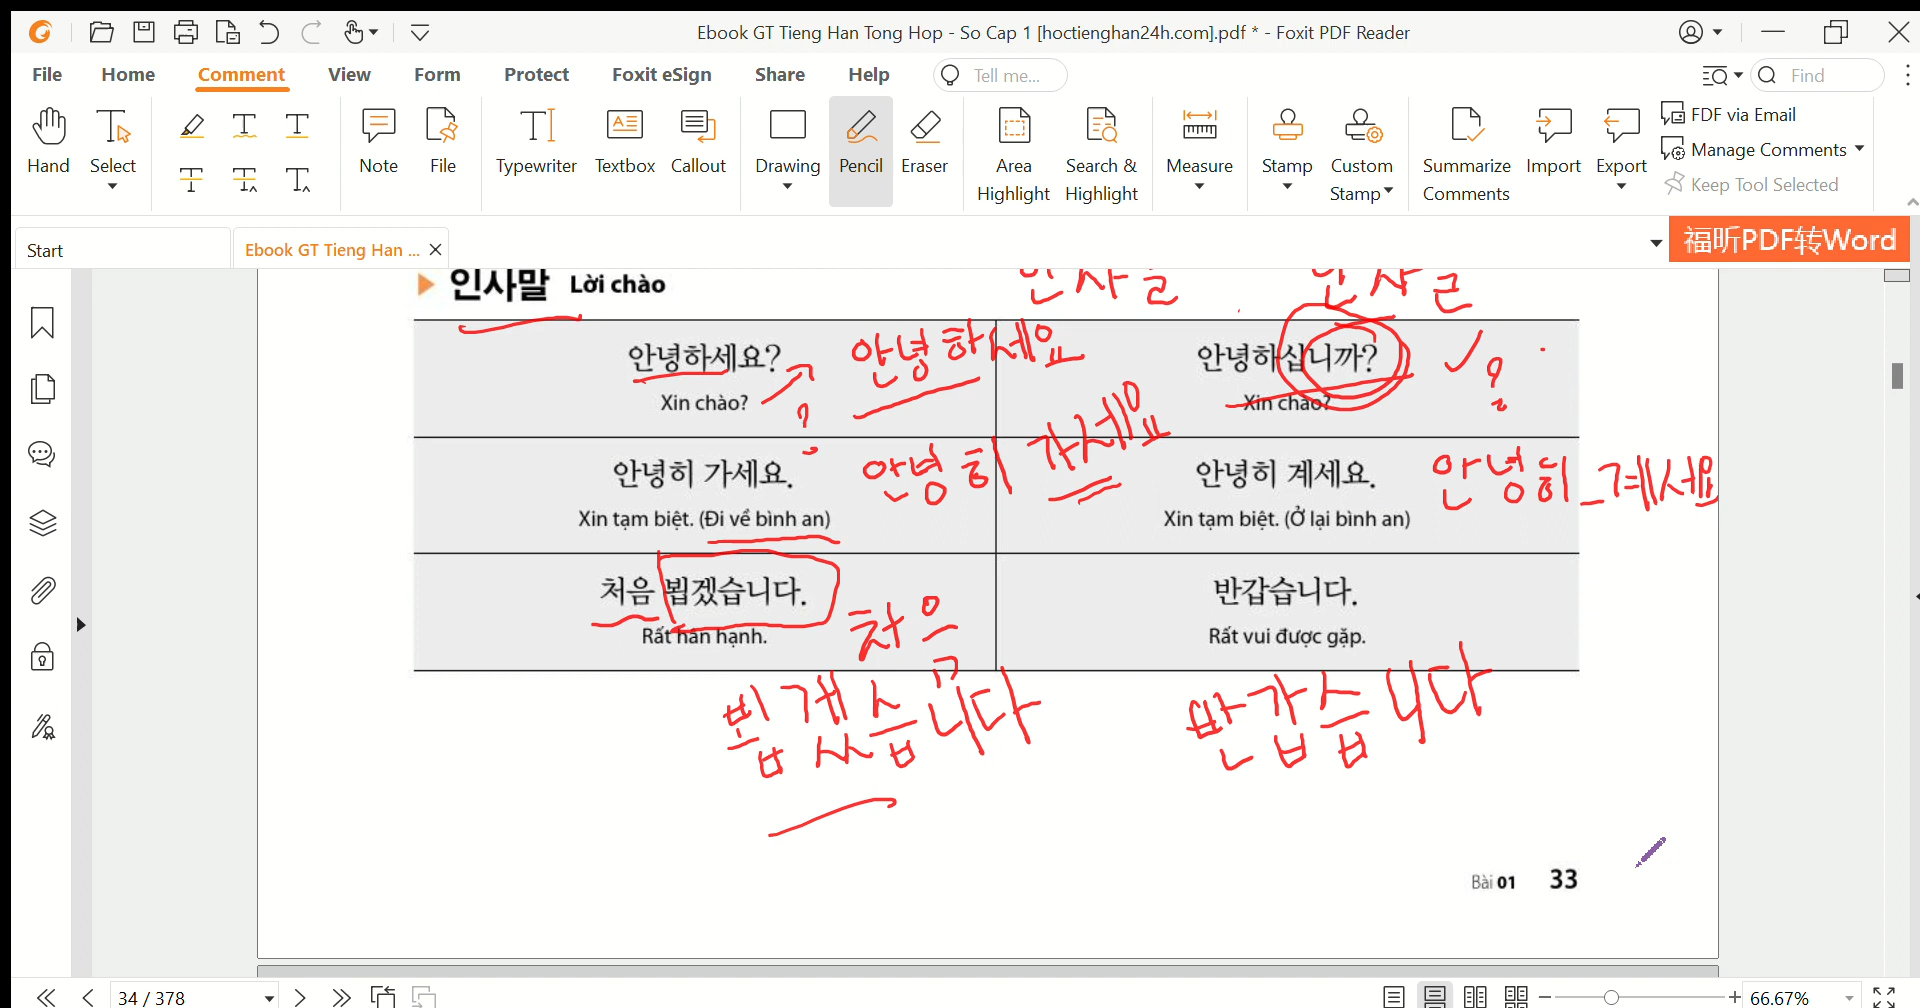 Ebook GT Tieng Han Tong Hop - So Cap 1 [hoctienghan24h.com].pdf * - Foxit PDF Reader
File Home Comment View Form Protect Foxit eSign Share Help Tell me... Find
Hand Select Note File Typewriter Textbox Callout Drawing Pencil Eraser Area Highlight Search & Highlight Measure Stamp Custom Stamp Summarize Comments Import Export
FDF via Email
Manage Comments
Keep Tool Selected
Start Ebook GT Tieng Han ... 福昕PDF转Word
인사말 Lời chào
안녕하세요? 안녕하세요 안녕하십니까? ?
Xin chào? ? Xin chào?
안녕히 가세요. 안녕히 가세요 안녕히 계세요. 안녕히 계세요
Xin tạm biệt. (Đi về bình an) Xin tạm biệt. (Ở lại bình an)
처음 뵙겠습니다. 반갑습니다.
Rất hân hạnh. Rất vui được gặp.
반갑습니다
Bài 01 33
34 / 378 66.67%